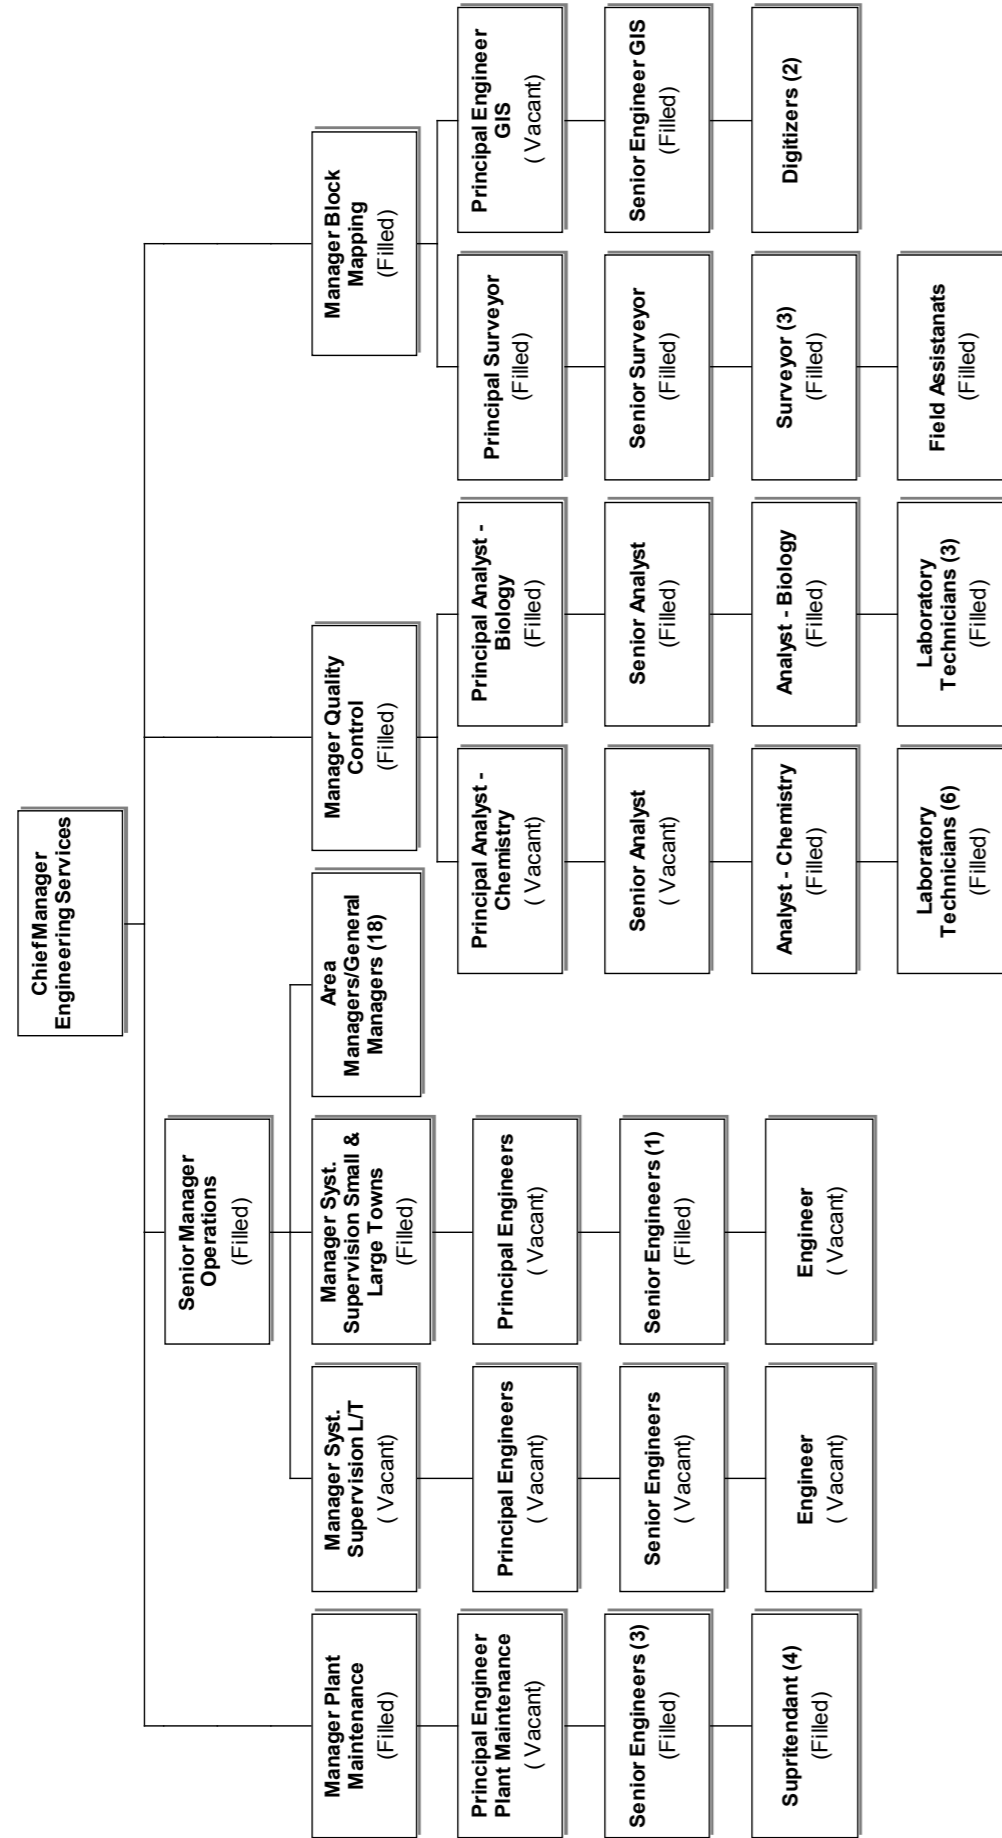 Chief Manager
Engineering Services
Senior Manager
Operations
(Filled)
Manager Plant
Maintenance
(Filled)
Manager Syst.
Supervision L/T
( Vacant)
Manager Syst.
Supervision Small &
Large Towns
(Filled)
Area
Managers/General
Managers (18)
Manager Quality
Control
(Filled)
Manager Block
Mapping
(Filled)
Principal Engineer
Plant Maintenance
( Vacant)
Principal Engineers
( Vacant)
Principal Engineers
( Vacant)
Principal Analyst -
Chemistry
( Vacant)
Principal Analyst -
Biology
(Filled)
Principal Surveyor
(Filled)
Principal Engineer
GIS
( Vacant)
Senior Engineers (3)
(Filled)
Senior Engineers
( Vacant)
Senior Engineers (1)
(Filled)
Senior Analyst
( Vacant)
Senior Analyst
(Filled)
Senior Surveyor
(Filled)
Senior Engineer GIS
(Filled)
Supritendant (4)
(Filled)
Engineer
( Vacant)
Engineer
( Vacant)
Analyst - Chemistry
(Filled)
Analyst - Biology
(Filled)
Surveyor (3)
(Filled)
Digitizers (2)
Laboratory
Technicians (6)
(Filled)
Laboratory
Technicians (3)
(Filled)
Field Assistanats
(Filled)